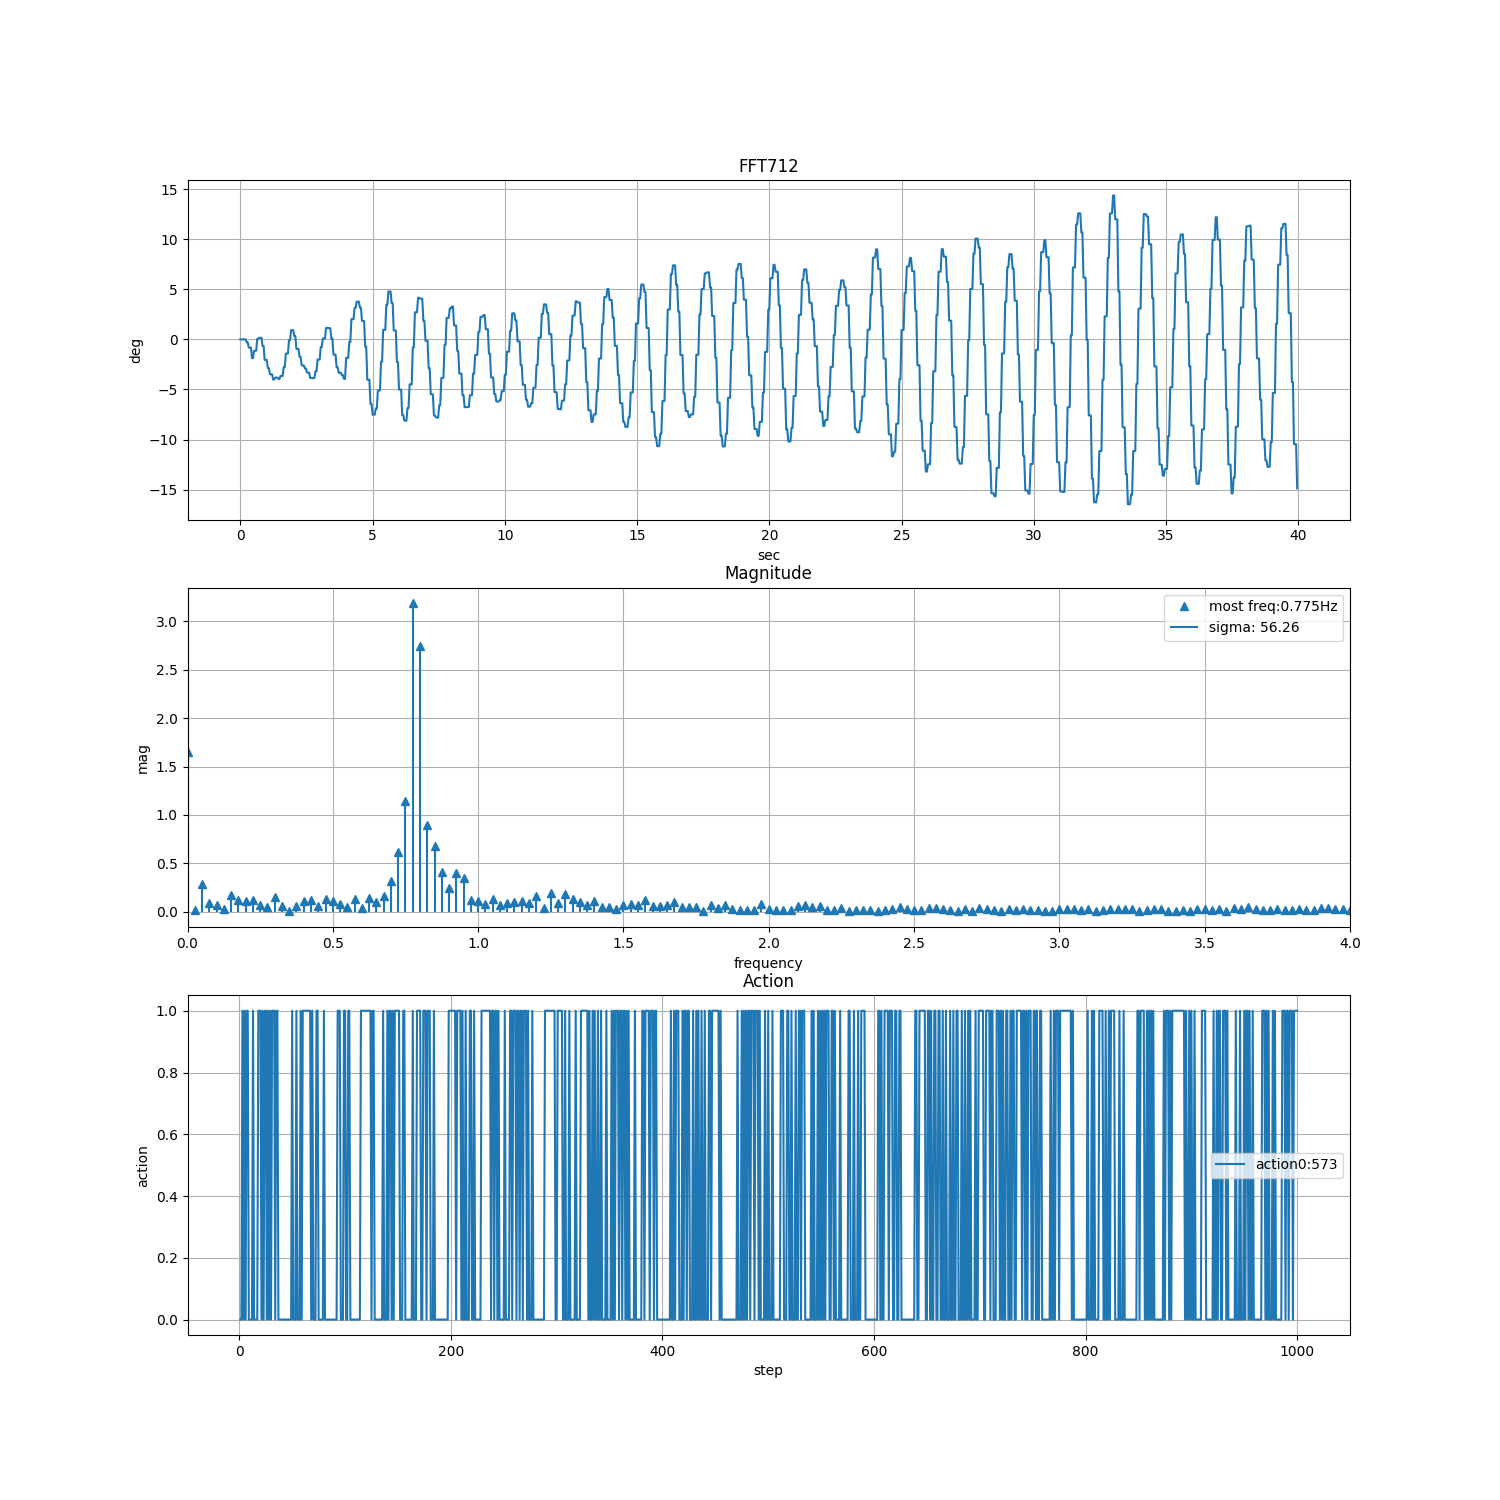 FFT712
15
10
5
0
−5
−10
−15
deg
0 5 10 15 20 25 30 35 40
sec
Magnitude
most freq:0.775Hz
sigma: 56.26
3.0
2.5
2.0
1.5
1.0
0.5
0.0
mag
0.0 0.5 1.0 1.5 2.0 2.5 3.0 3.5 4.0
frequency
Action
1.0
0.8
0.6
0.4
0.2
0.0
action
action0:573
0 200 400 600 800 1000
step